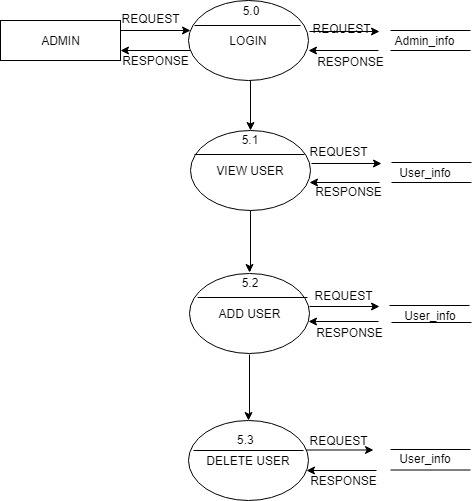 5.0
REQUEST
REQUEST
ADMIN
LOGIN
Admin_info
RESPONSE
RESPONSE
5.1
REQUEST
VIEW USER
User_info
RESPONSE
5.2
REQUEST
ADD USER
User_info
RESPONSE
5.3
REQUEST
DELETE USER
User_info
RESPONSE